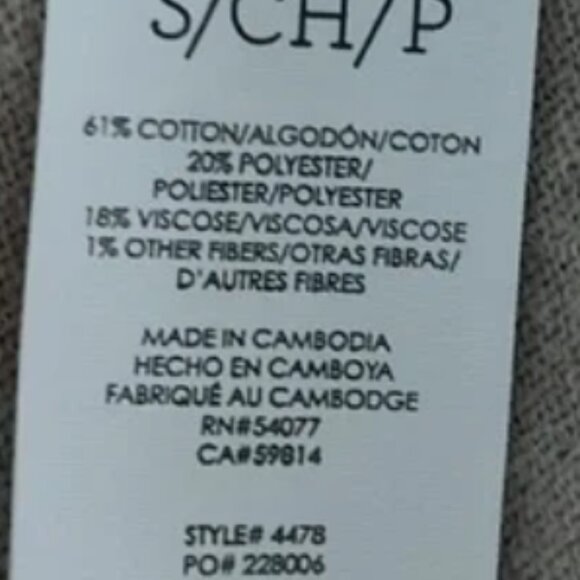 S/CH/P
61% COTTON/ALGODÓN/COTON
20% POLYESTER/
POLIESTER/POLYESTER
18% VISCOSE/VISCOSA/VISCOSE
1% OTHER FIBERS/OTRAS FIBRAS/
D'AUTRES FIBRES
MADE IN CAMBODIA
HECHO EN CAMBOYA
FABRIQUÉ AU CAMBODGE
RN#54077
CA#59814
STYLE# 4478
PO# 228006